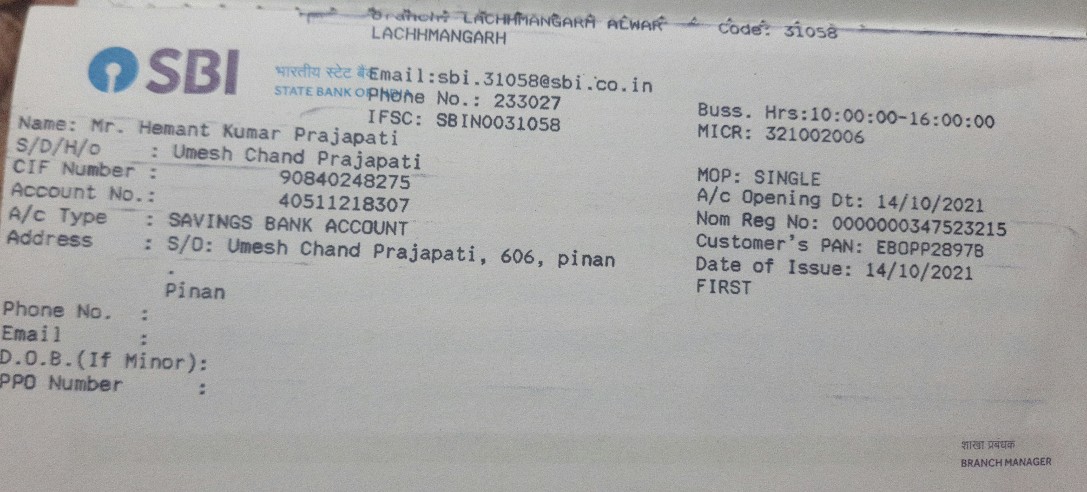 Branch: LACHHMANGARH ALWAR Code: 31058
LACHHMANGARH
SBI
भारतीय स्टेट बैं Email:sbi.31058@sbi.co.in
STATE BANK OF INDIA Phone No.: 233027
IFSC: SBIN0031058
Buss. Hrs:10:00:00-16:00:00
MICR: 321002006
Name: Mr. Hemant Kumar Prajapati
S/D/H/o : Umesh Chand Prajapati
CIF Number : 90840248275
Account No.: 40511218307
A/c Type : SAVINGS BANK ACCOUNT
Address : S/O: Umesh Chand Prajapati, 606, pinan
.
Pinan
Phone No. :
Email :
D.O.B.(If Minor):
PPO Number :
MOP: SINGLE
A/c Opening Dt: 14/10/2021
Nom Reg No: 0000000347523215
Customer's PAN: EBOPP2897B
Date of Issue: 14/10/2021
FIRST
शाखा प्रबंधक
BRANCH MANAGER